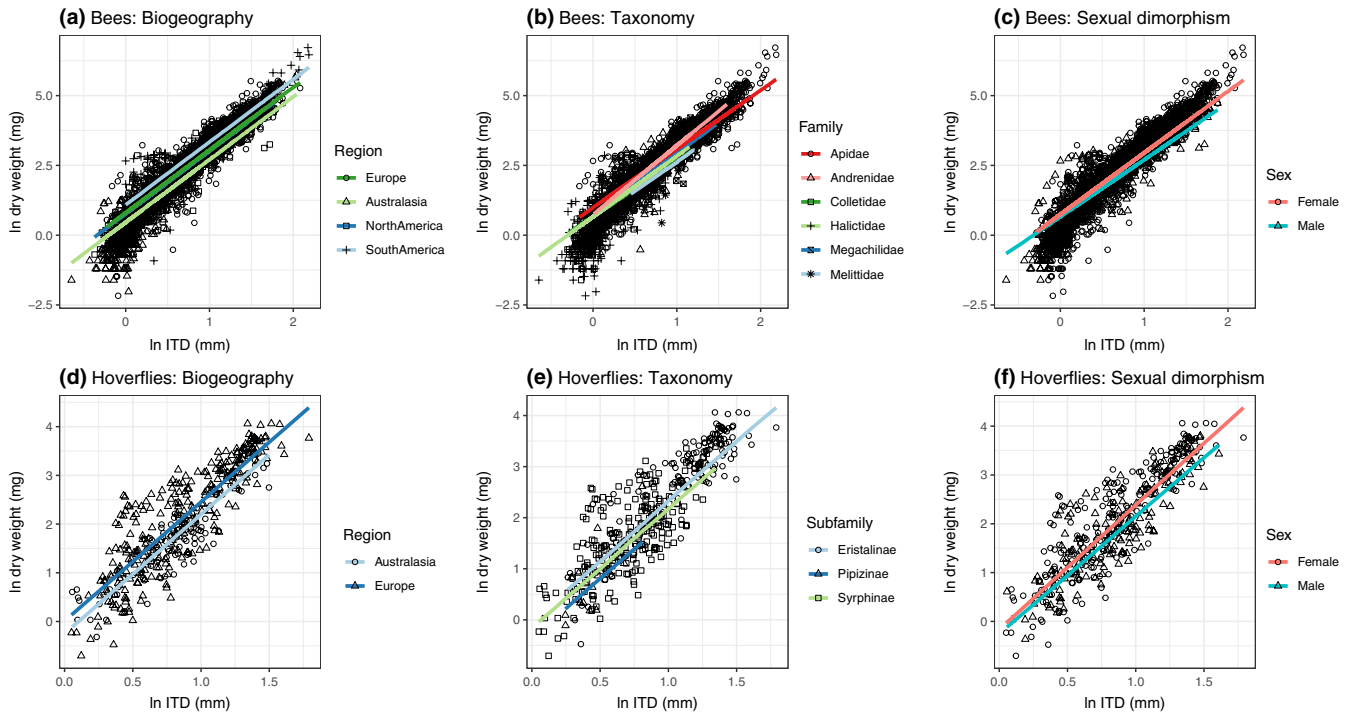 (a) Bees: Biogeography
ln dry weight (mg)
5.0
2.5
0.0
−2.5
0 1 2
ln ITD (mm)
Region
Europe
Australasia
NorthAmerica
SouthAmerica
(b) Bees: Taxonomy
ln dry weight (mg)
5.0
2.5
0.0
−2.5
0 1 2
ln ITD (mm)
Family
Apidae
Andrenidae
Colletidae
Halictidae
Megachilidae
Melittidae
(c) Bees: Sexual dimorphism
ln dry weight (mg)
5.0
2.5
0.0
−2.5
0 1 2
ln ITD (mm)
Sex
Female
Male
(d) Hoverflies: Biogeography
ln dry weight (mg)
4
3
2
1
0
0.0 0.5 1.0 1.5
ln ITD (mm)
Region
Australasia
Europe
(e) Hoverflies: Taxonomy
ln dry weight (mg)
4
3
2
1
0
0.0 0.5 1.0 1.5
ln ITD (mm)
Subfamily
Eristalinae
Pipizinae
Syrphinae
(f) Hoverflies: Sexual dimorphism
ln dry weight (mg)
4
3
2
1
0
0.0 0.5 1.0 1.5
ln ITD (mm)
Sex
Female
Male